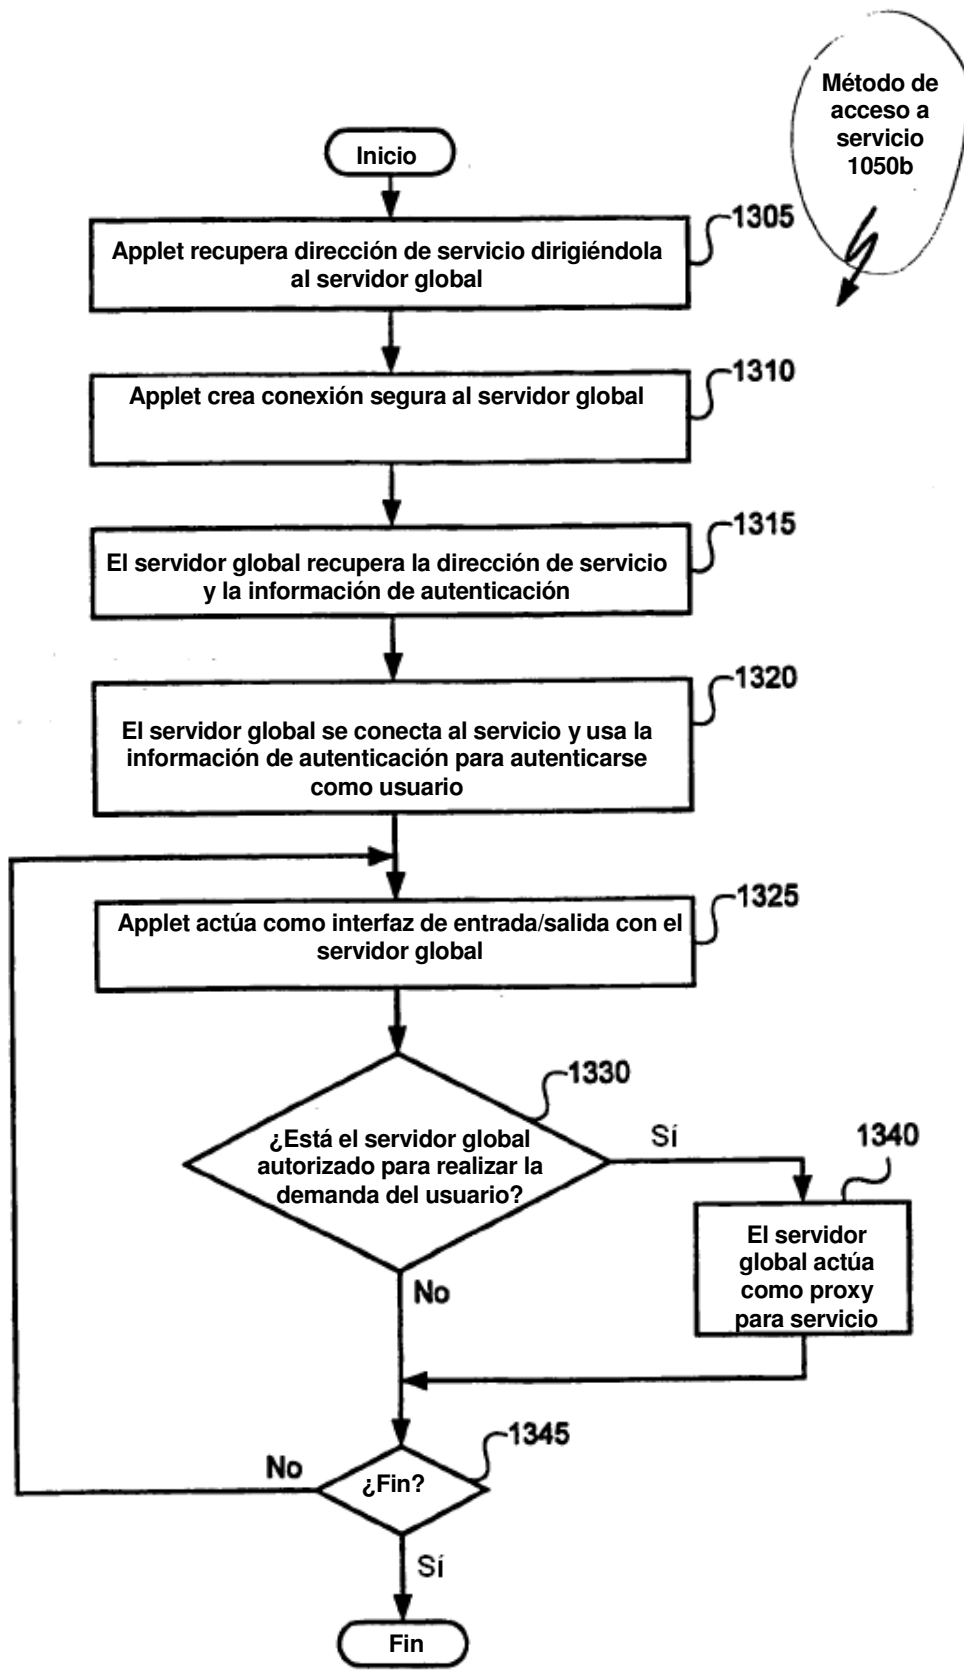 Método de
acceso a
servicio
1050b
Inicio
1305
Applet recupera dirección de servicio dirigiéndola
al servidor global
1310
Applet crea conexión segura al servidor global
1315
El servidor global recupera la dirección de servicio
y la información de autenticación
1320
El servidor global se conecta al servicio y usa la
información de autenticación para autenticarse
como usuario
1325
Applet actúa como interfaz de entrada/salida con el
servidor global
1330
¿Está el servidor global
autorizado para realizar la
demanda del usuario?
Sí
1340
El servidor
global actúa
como proxy
para servicio
No
1345
¿Fin?
No
Sí
Fin